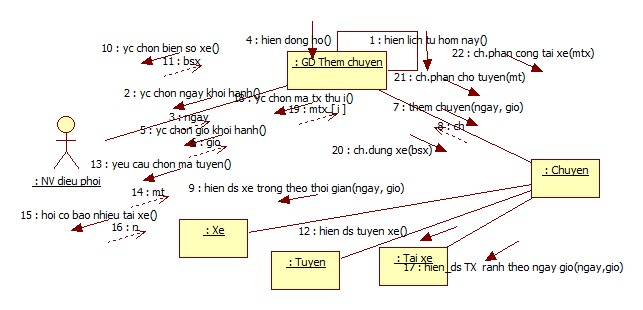 4 : hien dong ho()
1 : hien lich tu hom nay()
10 : yc chon bien so xe()
22 : ch.phan cong tai xe(mtx)
11 : bsx
: GD Them chuyen
21 : ch.phan cho tuyen(mt)
2 : yc chon ngay khoi hanh()
18 : yc chon ma tx thu i()
7 : them chuyen(ngay, gio)
3 : ngay
19 : mtx [ i ]
5 : yc chon gio khoi hanh()
8 : ch
6 : gio
20 : ch.dung xe(bsx)
13 : yeu cau chon ma tuyen()
: Chuyen
: NV dieu phoi
14 : mt
9 : hien ds xe trong theo thoi gian(ngay, gio)
15 : hoi co bao nhieu tai xe()
16 : n
: Xe
12 : hien ds tuyen xe()
: Tuyen
: Tai xe
17 : hien_ds TX ranh theo ngay gio(ngay,gio)